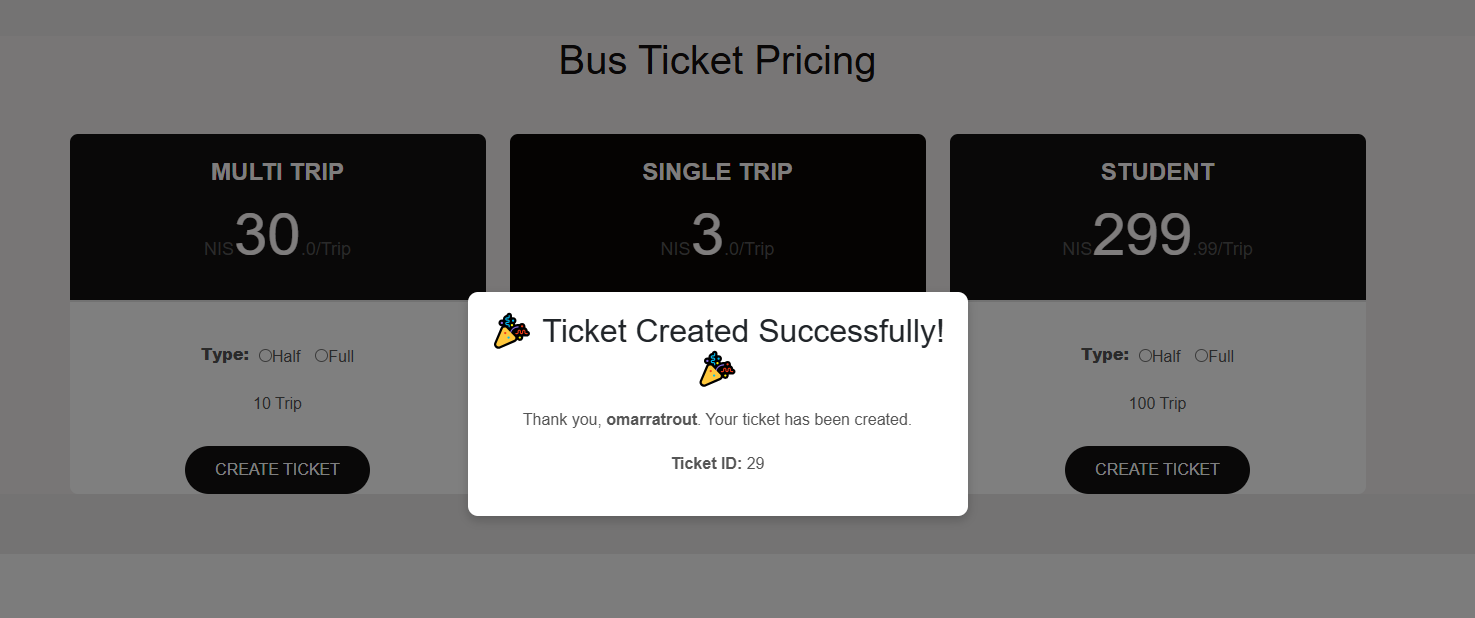 Bus Ticket Pricing
MULTI TRIP
NIS30.0/Trip
Type: Half Full
10 Trip
CREATE TICKET
SINGLE TRIP
NIS3.0/Trip
STUDENT
NIS299.99/Trip
Type: Half Full
100 Trip
CREATE TICKET
🎉 Ticket Created Successfully!
🎉
Thank you, omarratrout. Your ticket has been created.
Ticket ID: 29